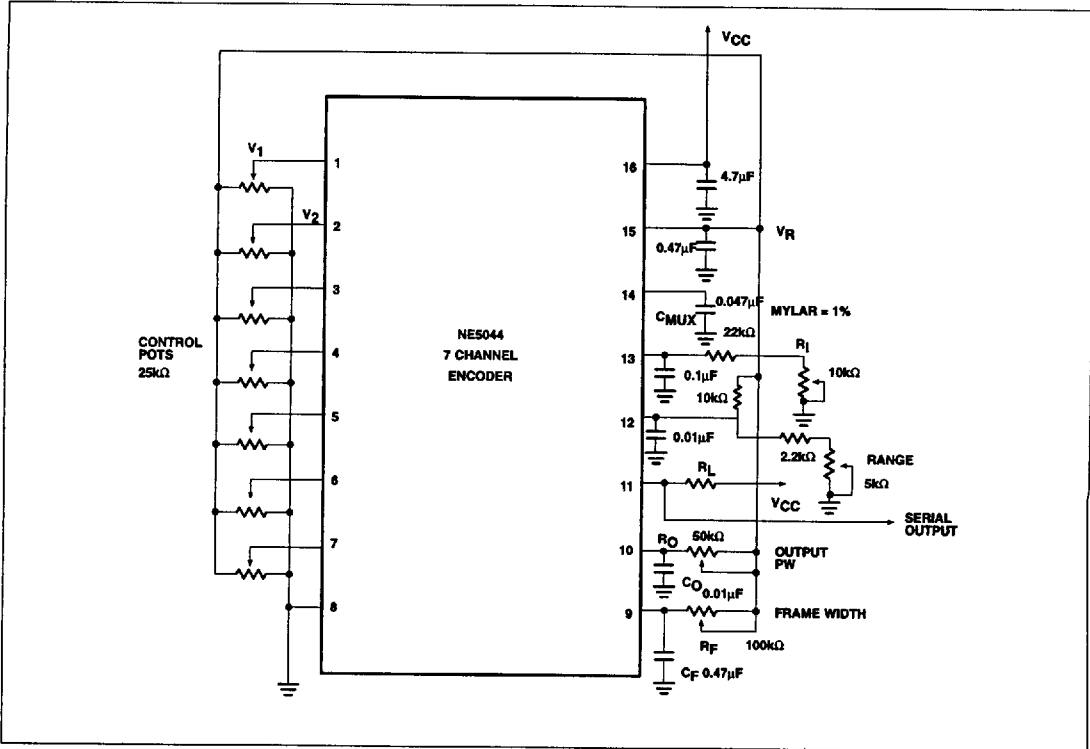 VCC
V1
1
V2
2
3
4
5
6
7
8
CONTROL
POTS
25kΩ
NE5044
7 CHANNEL
ENCODER
16
4.7μF
15
VR
0.47μF
14
0.047μF
CMUX
MYLAR = 1%
22kΩ
13
RI
0.1μF
10kΩ
10kΩ
12
0.01μF
2.2kΩ
RANGE
5kΩ
11
RL
VCC
SERIAL
OUTPUT
10
RO
50kΩ
OUTPUT
PW
CO
0.01μF
9
FRAME WIDTH
RF
100kΩ
CF 0.47μF